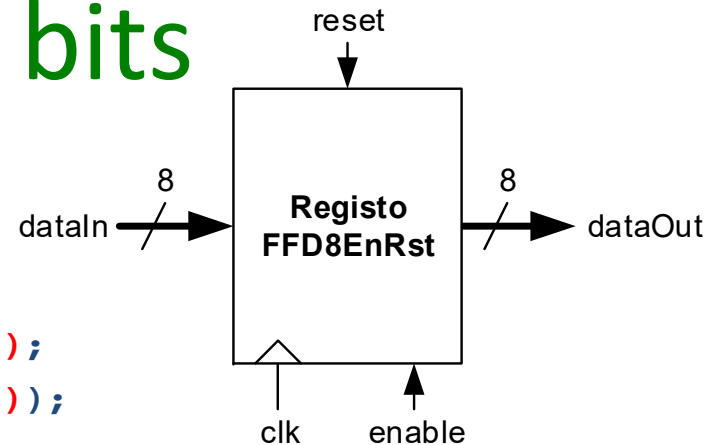 bits
reset
8
8
dataIn
Registo
FFD8EnRst
dataOut
);
));
clk
enable